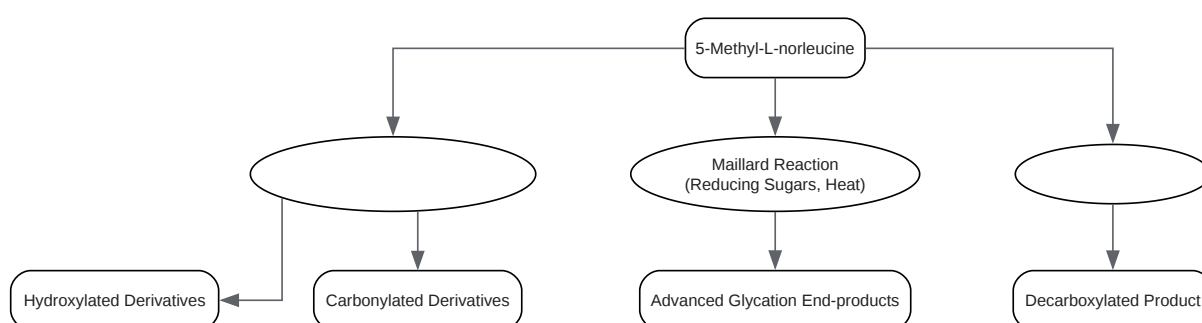 5-Methyl-L-norleucine
Maillard Reaction
(Reducing Sugars, Heat)
Hydroxylated Derivatives
Carbonylated Derivatives
Advanced Glycation End-products
Decarboxylated Product